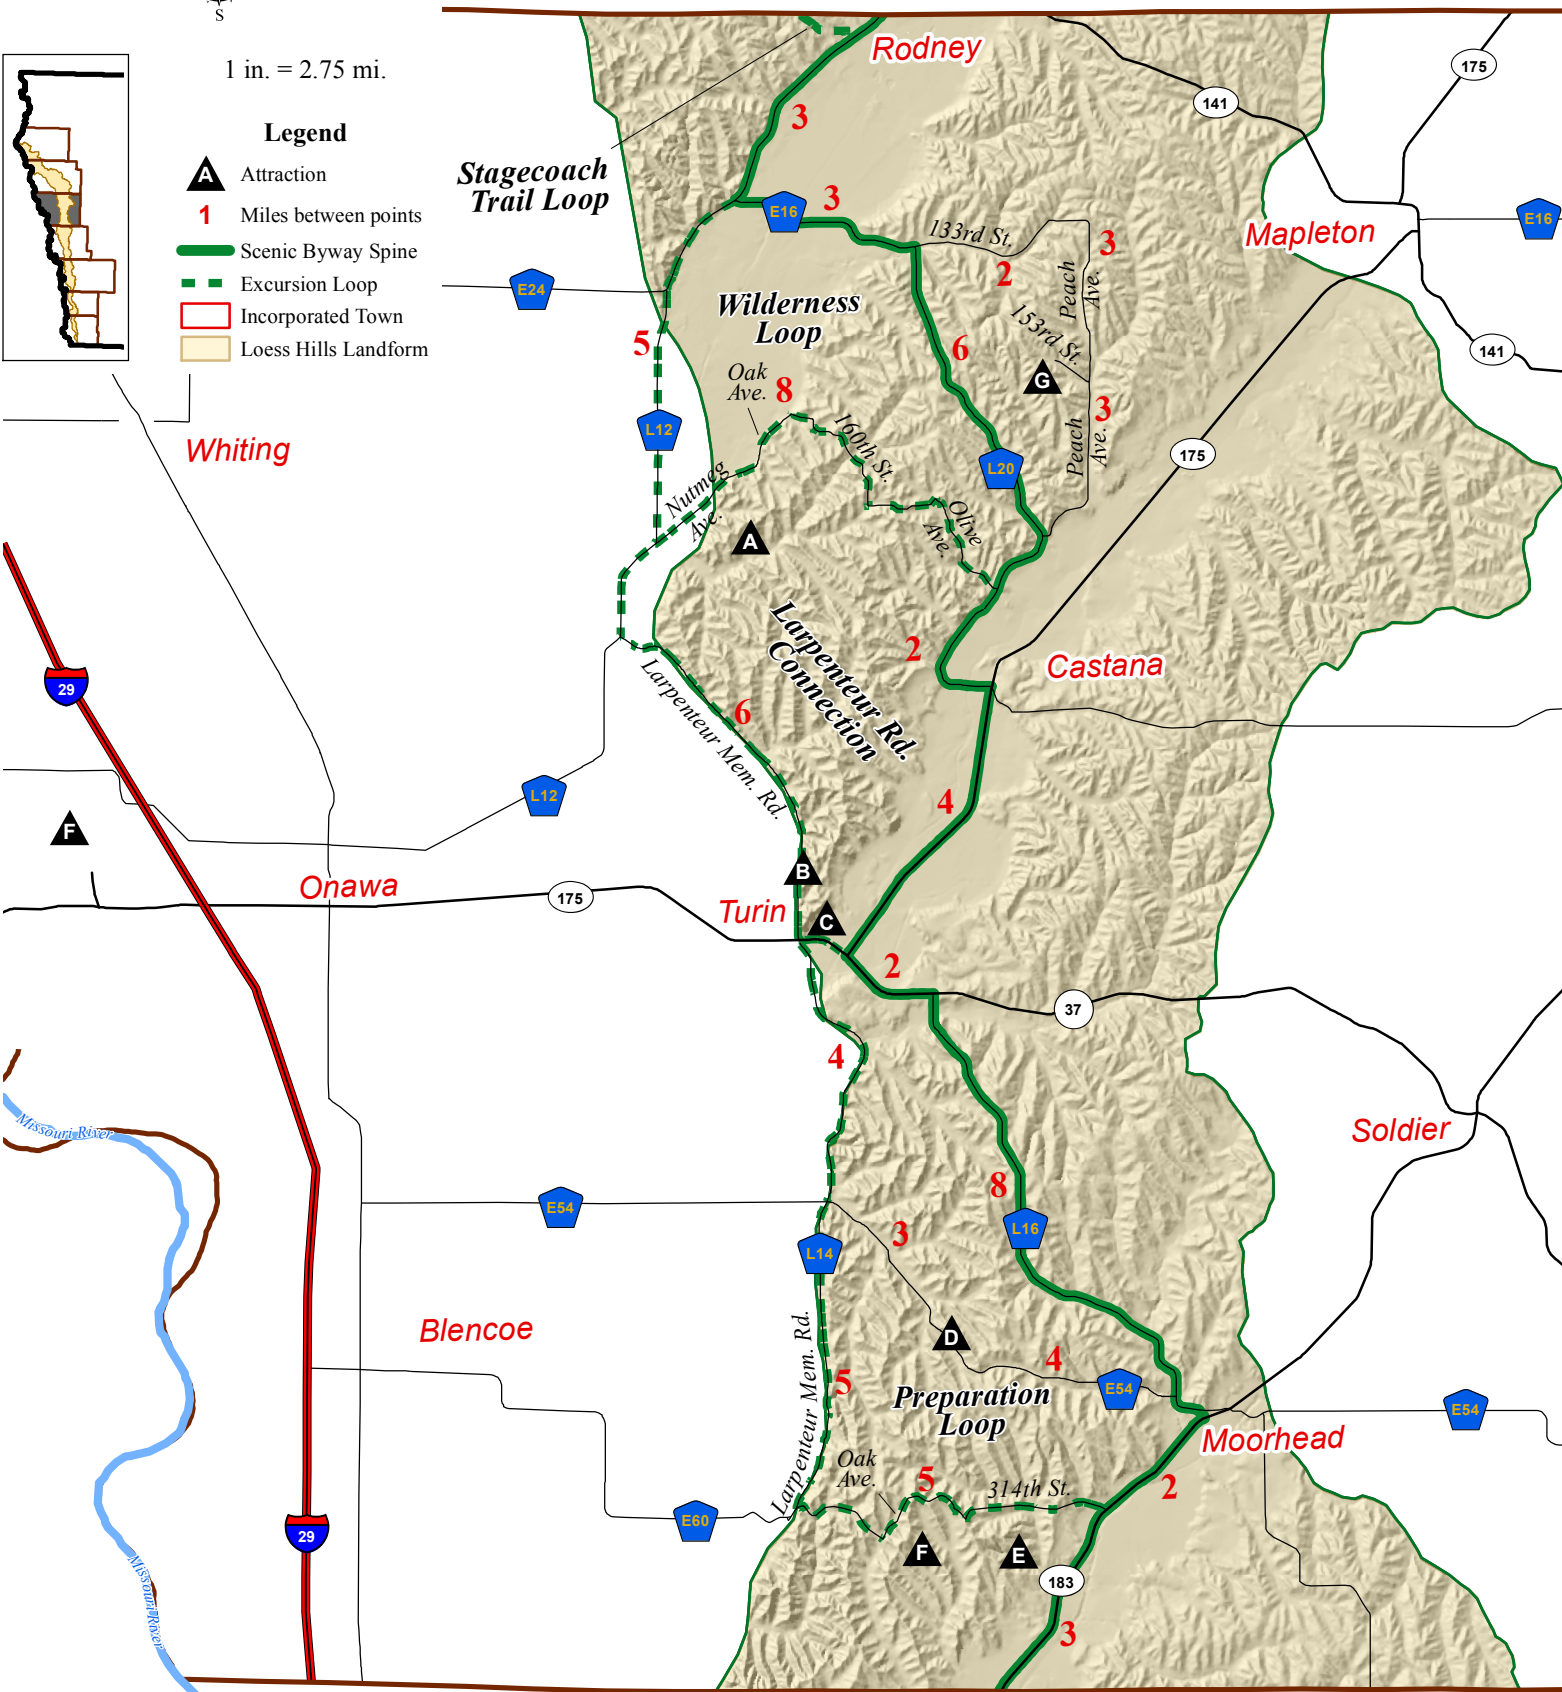 S
1 in. = 2.75 mi.
Legend
A Attraction
1 Miles between points
Scenic Byway Spine
Excursion Loop
Incorporated Town
Loess Hills Landform
Rodney
175
141
3
Stagecoach
Trail Loop
3
E16
133rd St.
2
3
Mapleton
E16
E24
Wilderness
Loop
Peach
Ave.
153rd St.
5
6
141
Oak
Ave.
8
G
3
L12
160th St.
Peach
Ave.
Whiting
175
L20
Nutmeg
Ave.
Olive
Ave.
A
Larpenteur Rd.
Connection
2
Castana
29
Larpenteur Mem. Rd.
6
L12
4
F
B
Onawa
175
Turin
C
2
37
4
Missouri River
Soldier
8
E54
3
L16
L14
Blencoe
D
4
Larpenteur Mem. Rd.
5
E54
Preparation
Loop
E54
Moorhead
Oak
Ave.
5
314th St.
2
E60
29
F
E
183
Missouri River
3